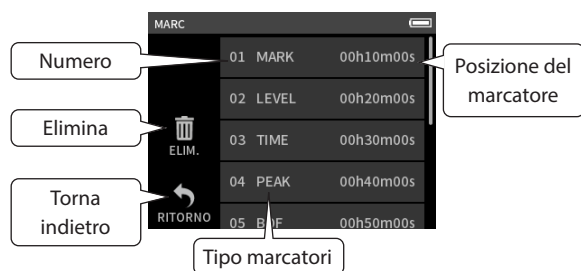 MARC
Numero
01 MARK 00h10m00s
Posizione del
marcatore
02 LEVEL 00h20m00s
Elimina
ELIM.
03 TIME 00h30m00s
Torna
indietro
04 PEAK 00h40m00s
RITORNO
05 00h50m00s
Tipo marcatori